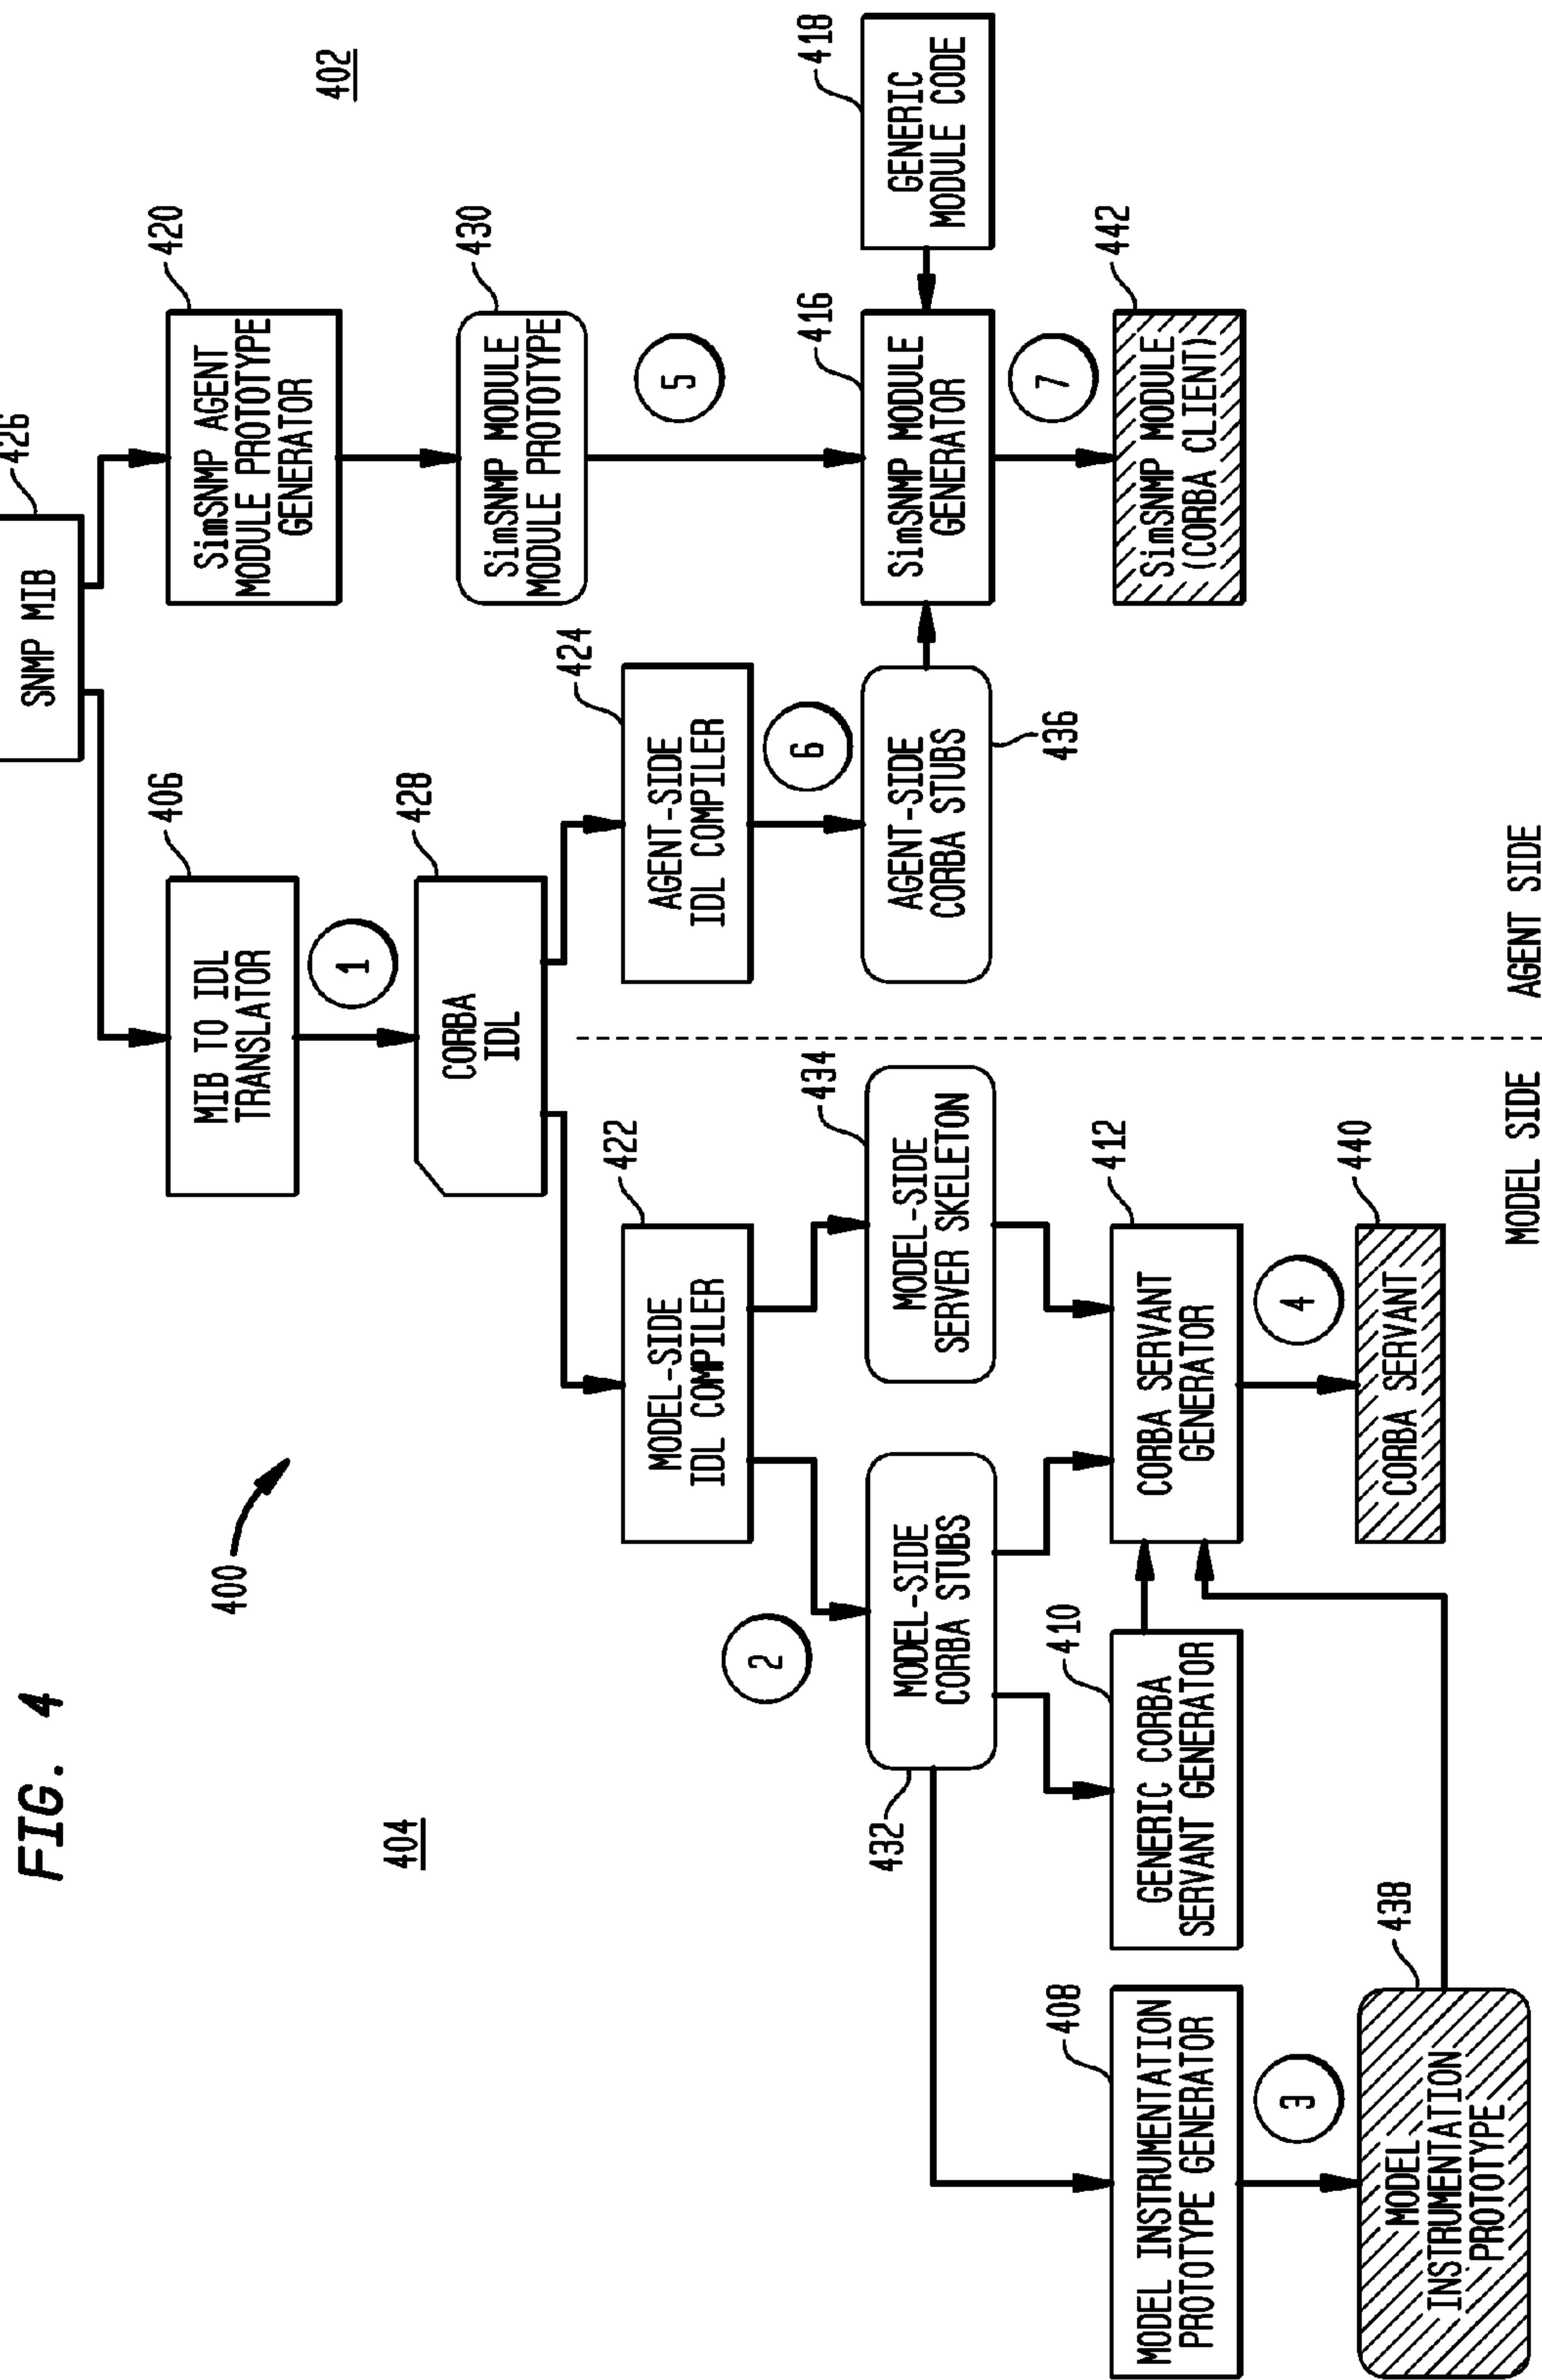 FIG. 4
400
404
402
SNMP MIB
426
MIB TO IDL
TRANSLATOR
406
SimSNMP AGENT
MODULE PROTOTYPE
GENERATOR
420
1
CORBA
IDL
428
SimSNMP MODULE
MODULE PROTOTYPE
430
MODEL-SIDE
IDL COMPILER
422
AGENT-SIDE
IDL COMPILER
424
5
2
6
MODEL-SIDE
CORBA STUBS
432
MODEL-SIDE
SERVER SKELETON
434
AGENT-SIDE
CORBA STUBS
436
SimSNMP MODULE
GENERATOR
416
GENERIC
MODULE CODE
418
MODEL INSTRUMENTATION
PROTOTYPE GENERATOR
408
GENERIC CORBA
SERVANT GENERATOR
410
CORBA SERVANT
GENERATOR
412
7
SimSNMP MODULE
(CORBA CLIENT)
442
3
4
MODEL
INSTRUMENTATION
PROTOTYPE
438
CORBA SERVANT
440
MODEL SIDE
AGENT SIDE